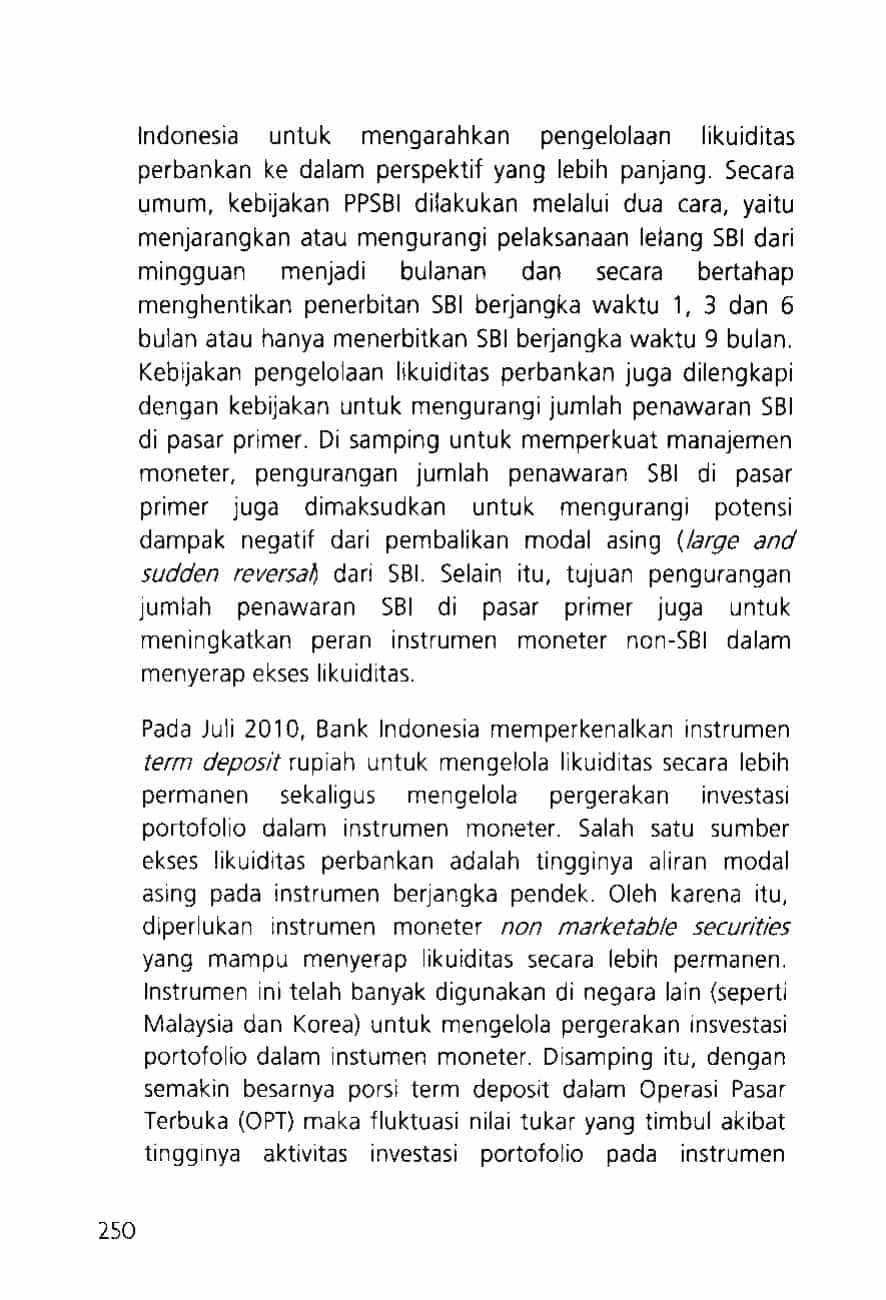 Indonesia untuk mengarahkan pengelolaan likuiditas
perbankan ke dalam perspektif yang lebih panjang. Secara
umum, kebijakan PPSBI dilakukan melalui dua cara, yaitu
menjarangkan atau mengurangi pelaksanaan lelang SBI dari
mingguan menjadi bulanan dan secara bertahap
menghentikan penerbitan SBI berjangka waktu 1, 3 dan 6
bulan atau hanya menerbitkan SBI berjangka waktu 9 bulan.
Kebijakan pengelolaan likuiditas perbankan juga dilengkapi
dengan kebijakan untuk mengurangi jumlah penawaran SBI
di pasar primer. Di samping untuk memperkuat manajemen
moneter, pengurangan jumlah penawaran SBI di pasar
primer juga dimaksudkan untuk mengurangi potensi
dampak negatif dari pembalikan modal asing (large and
sudden reversal) dari SBI. Selain itu, tujuan pengurangan
jumlah penawaran SBI di pasar primer juga untuk
meningkatkan peran instrumen moneter non-SBI dalam
menyerap ekses likuiditas.
Pada Juli 2010, Bank Indonesia memperkenalkan instrumen
term deposit rupiah untuk mengelola likuiditas secara lebih
permanen sekaligus mengelola pergerakan investasi
portofolio dalam instrumen moneter. Salah satu sumber
ekses likuiditas perbankan adalah tingginya aliran modal
asing pada instrumen berjangka pendek. Oleh karena itu,
diperlukan instrumen moneter non marketable securities
yang mampu menyerap likuiditas secara lebih permanen.
Instrumen ini telah banyak digunakan di negara lain (seperti
Malaysia dan Korea) untuk mengelola pergerakan insvestasi
portofolio dalam instumen moneter. Disamping itu, dengan
semakin besarnya porsi term deposit dalam Operasi Pasar
Terbuka (OPT) maka fluktuasi nilai tukar yang timbul akibat
tingginya aktivitas investasi portofolio pada instrumen
250